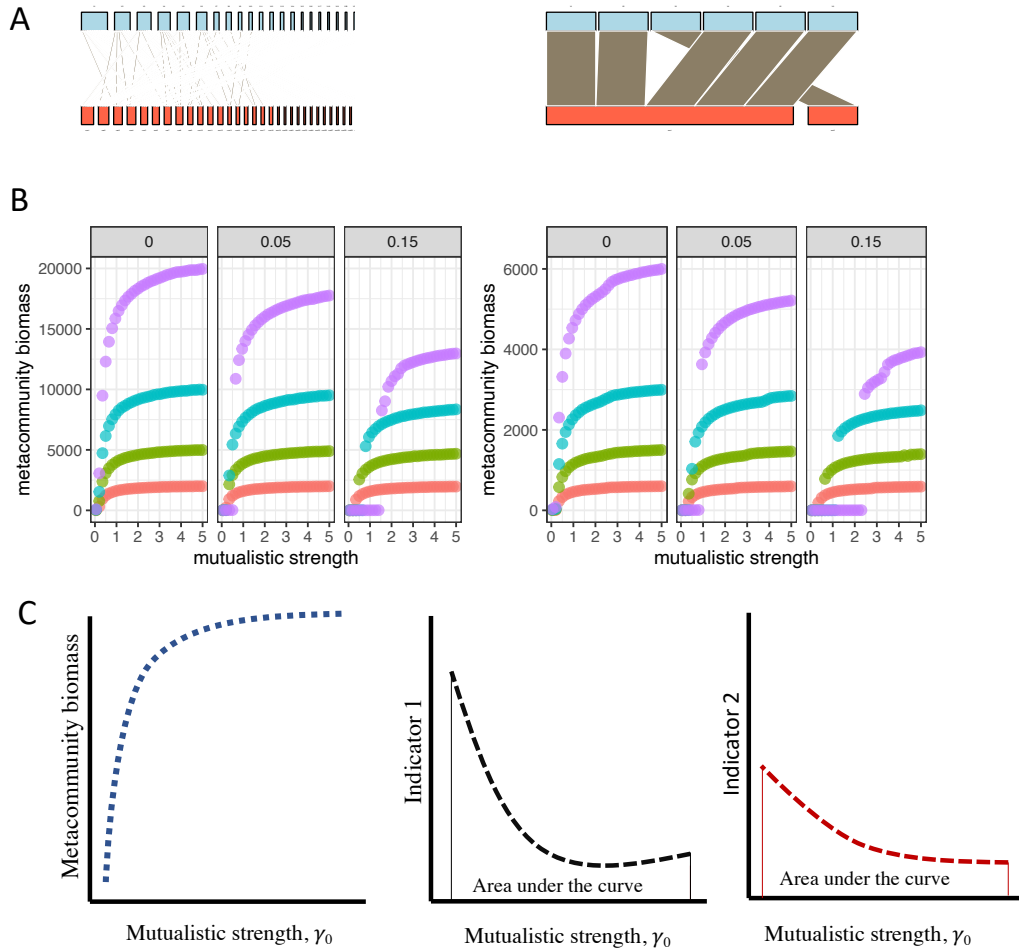 A
B
0 0.05 0.15
20000
15000
10000
5000
0
metacommunity biomass
0 1 2 3 4 5 0 1 2 3 4 5 0 1 2 3 4 5
mutualistic strength
0 0.05 0.15
6000
4000
2000
0
metacommunity biomass
0 1 2 3 4 5 0 1 2 3 4 5 0 1 2 3 4 5
mutualistic strength
C
Metacommunity biomass
Mutualistic strength, γ0
Indicator 1
Area under the curve
Mutualistic strength, γ0
Indicator 2
Area under the curve
Mutualistic strength, γ0